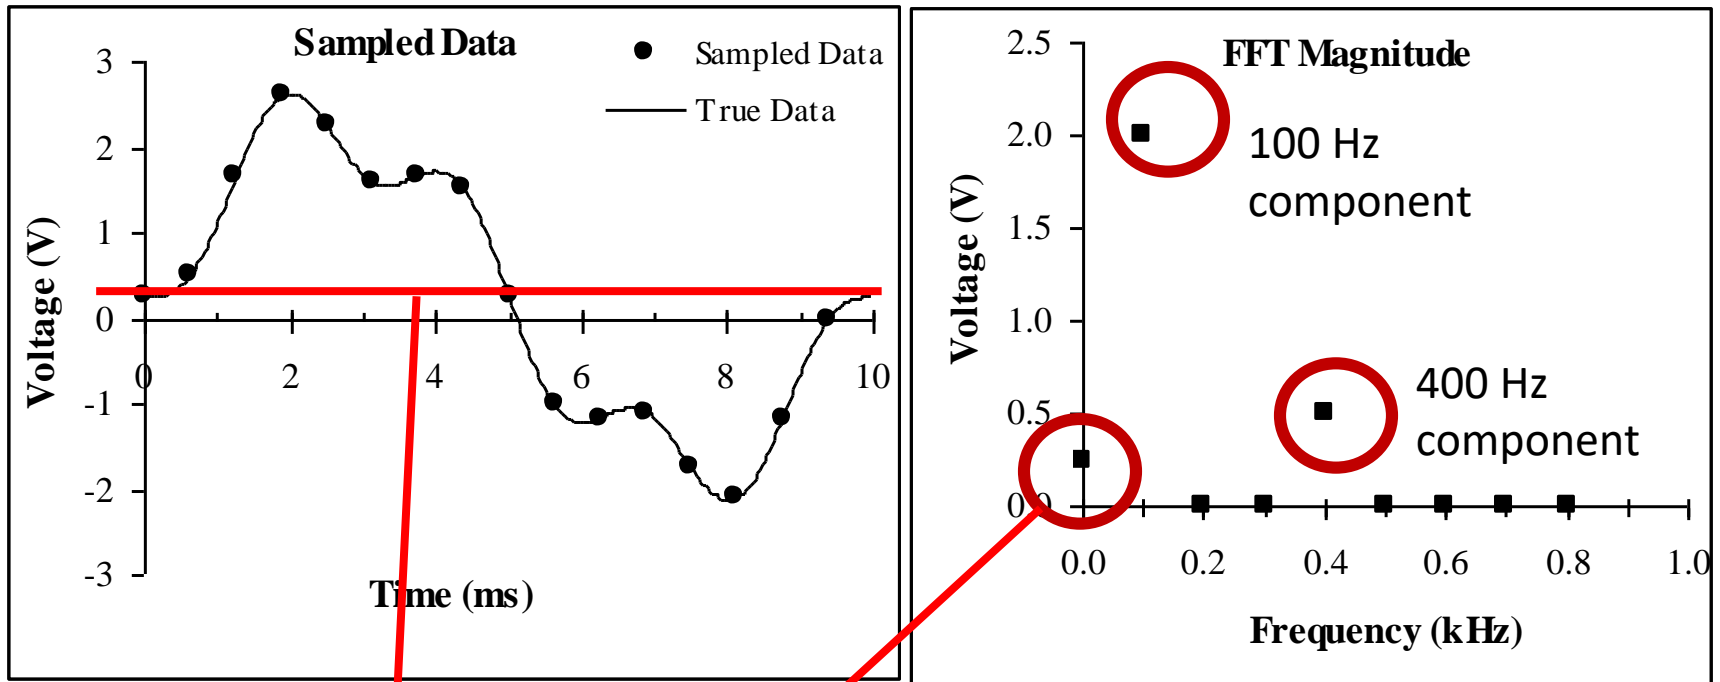 Sampled Data
Sampled Data
True Data
3
2
1
0
-1
-2
-3
0 2 4 6 8 10
Voltage (V)
Time (ms)
FFT Magnitude
2.5
2.0
1.5
1.0
0.5
0.0
0.0 0.2 0.4 0.6 0.8 1.0
Voltage (V)
Frequency (kHz)
100 Hz
component
400 Hz
component